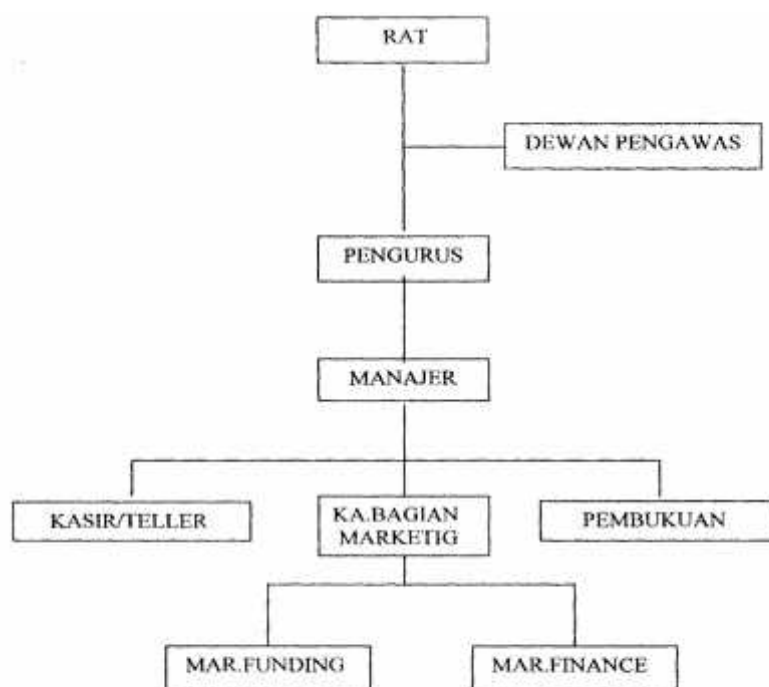 RAT
DEWAN PENGAWAS
PENGURUS
MANAJER
KASIR/TELLER
KA.BAGIAN
MARKETIG
PEMBUKUAN
MAR.FUNDING
MAR.FINANCE